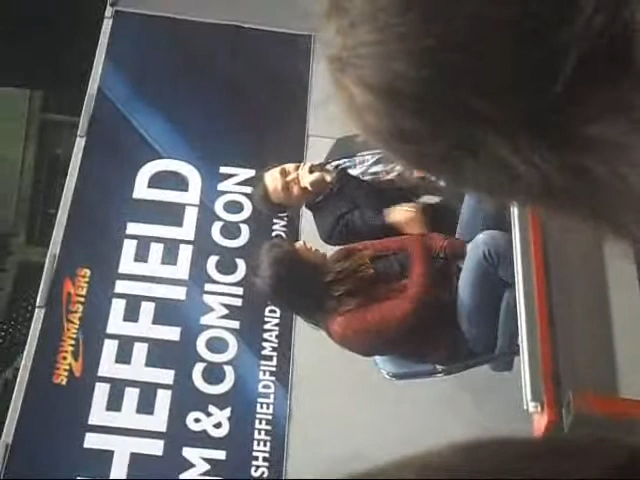 SHOWMASTERS
HEFFIELD
M & COMIC CON
SHEFFIELDFILMAND